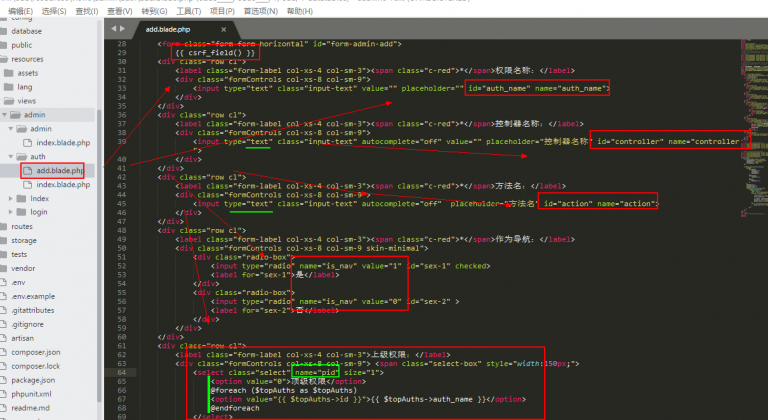 编辑(E) 选择(S) 查找(I) 查看(V) 转到(G) 工具(T) 项目(P) 首选项(N) 帮助(H)
config
database
public
resources
assets
lang
views
admin
admin
index.blade.php
auth
add.blade.php
index.blade.php
Index
login
routes
storage
tests
vendor
.env
.env.example
.gitattributes
.gitignore
artisan
composer.json
composer.lock
package.json
phpunit.xml
add.blade.php ×
28 <form class="form form-horizontal" id="form-admin-add">
29 {{ csrf_field() }}
30 <div class="row cl">
31 <label class="form-label col-xs-4 col-sm-3"><span class="c-red">*</span>权限名称：</label>
32 <div class="formControls col-xs-8 col-sm-9">
33 <input type="text" class="input-text" value="" placeholder="" id="auth_name" name="auth_name">
34 </div>
35 </div>
36 <div class="row cl">
37 <label class="form-label col-xs-4 col-sm-3"><span class="c-red">*</span>控制器名称：</label>
38 <div class="formControls col-xs-8 col-sm-9">
39 <input type="text" class="input-text" autocomplete="off" value="" placeholder="控制器名称" id="controller" name="controller
">
40 </div>
41 </div>
42 <div class="row cl">
43 <label class="form-label col-xs-4 col-sm-3"><span class="c-red">*</span>方法名：</label>
44 <div class="formControls col-xs-8 col-sm-9">
45 <input type="text" class="input-text" autocomplete="off" placeholder="方法名" id="action" name="action">
46 </div>
47 </div>
48 <div class="row cl">
49 <label class="form-label col-xs-4 col-sm-3"><span class="c-red">*</span>作为导航：</label>
50 <div class="formControls col-xs-8 col-sm-9 skin-minimal">
51 <div class="radio-box">
52 <input type="radio" name="is_nav" value="1" id="sex-1" checked>
53 <label for="sex-1">是</label>
54 </div>
55 <div class="radio-box">
56 <input type="radio" name="is_nav" value="0" id="sex-2" >
57 <label for="sex-2">否</label>
58 </div>
59 </div>
60 </div>
61 <div class="row cl">
62 <label class="form-label col-xs-4 col-sm-3">上级权限：</label>
63 <div class="formControls col-xs-8 col-sm-9"> <span class="select-box" style="width:150px;">
64 <select class="select" name="pid" size="1">
65 <option value="0">顶级权限</option>
66 @foreach ($topAuths as $topAuths)
67 <option value="{{ $topAuths->id }}">{{ $topAuths->auth_name }}</option>
68 @endforeach
69 </select>